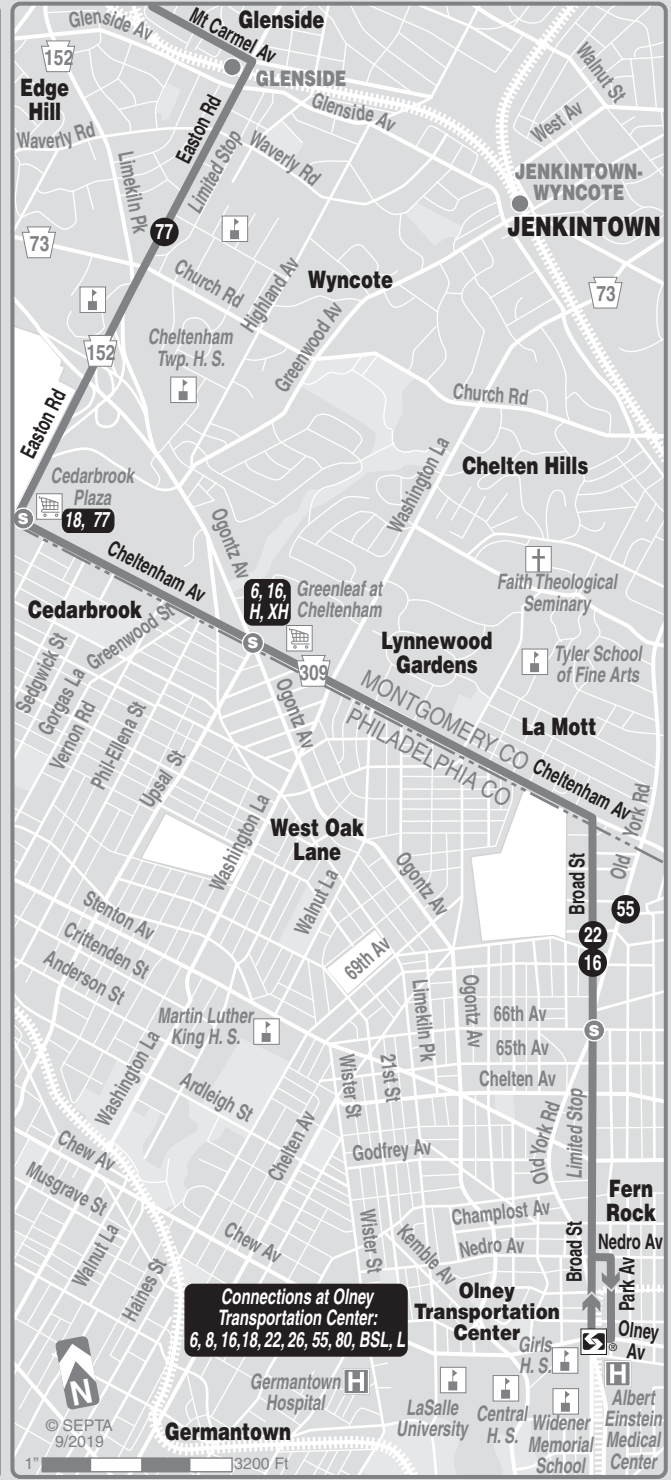 Glenside Av
Mt Carmel Av
Glenside
152
Edge
Hill
GLENSIDE
Walnut St
Waverly Rd
Easton Rd
Glenside Av
West Av
Limekiln Pk
Limited Stop
Waverly Rd
JENKINTOWN-
WYNCOTE
JENKINTOWN
77
73
Church Rd
Highland Av
Wyncote
73
152
Cheltenham
Twp. H. S.
Greenwood Av
Church Rd
Easton Rd
Washington La
Chelten Hills
Cedarbrook
Plaza
S
18, 77
Ogontz Av
Cheltenham Av
6, 16,
H, XH
Greenleaf at
Cheltenham
Faith Theological
Seminary
Cedarbrook
Greenwood St
S
Lynnewood
Gardens
Tyler School
of Fine Arts
Sedgwick St
Gorgas La
Vernon Rd
309
Ogontz Av
MONTGOMERY CO
PHILADELPHIA CO
La Mott
Phil-Ellena St
Upsal St
Cheltenham Av
Old York Rd
Washington La
West Oak
Lane
Walnut La
Ogontz Av
Broad St
55
22
16
Stenton Av
Crittenden St
Anderson St
69th Av
Limekiln Pk
Ogontz Av
66th Av
S
65th Av
Martin Luther
King H. S.
Chelten Av
Washington La
Ardleigh St
Wister St
21st St
Chelten Av
Godfrey Av
Old York Rd
Limited Stop
Chew Av
Musgrave St
Walnut La
Haines St
Chew Av
Wister St
Kemble Av
Champlost Av
Nedro Av
Broad St
Fern
Rock
Nedro Av
Park Av
Connections at Olney
Transportation Center:
6, 8, 16,18, 22, 26, 55, 80, BSL, L
Olney
Transportation
Center
®
Olney
Av
Girls
H. S.
H
N
Germantown
Hospital
H
LaSalle
University
Central
H. S.
Widener
Memorial
School
Albert
Einstein
Medical
Center
© SEPTA
9/2019
Germantown
1"
3200 Ft